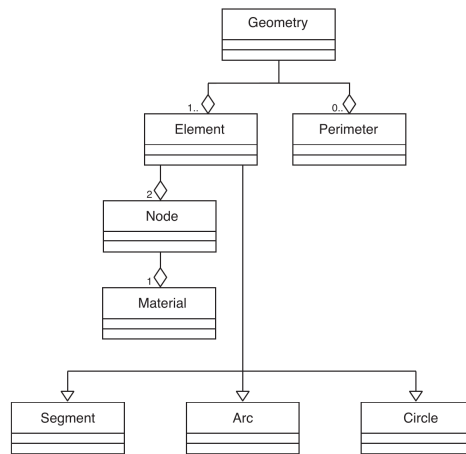 Geometry
1.. 0..
Element Perimeter
2
Node
1
Material
Segment Arc Circle